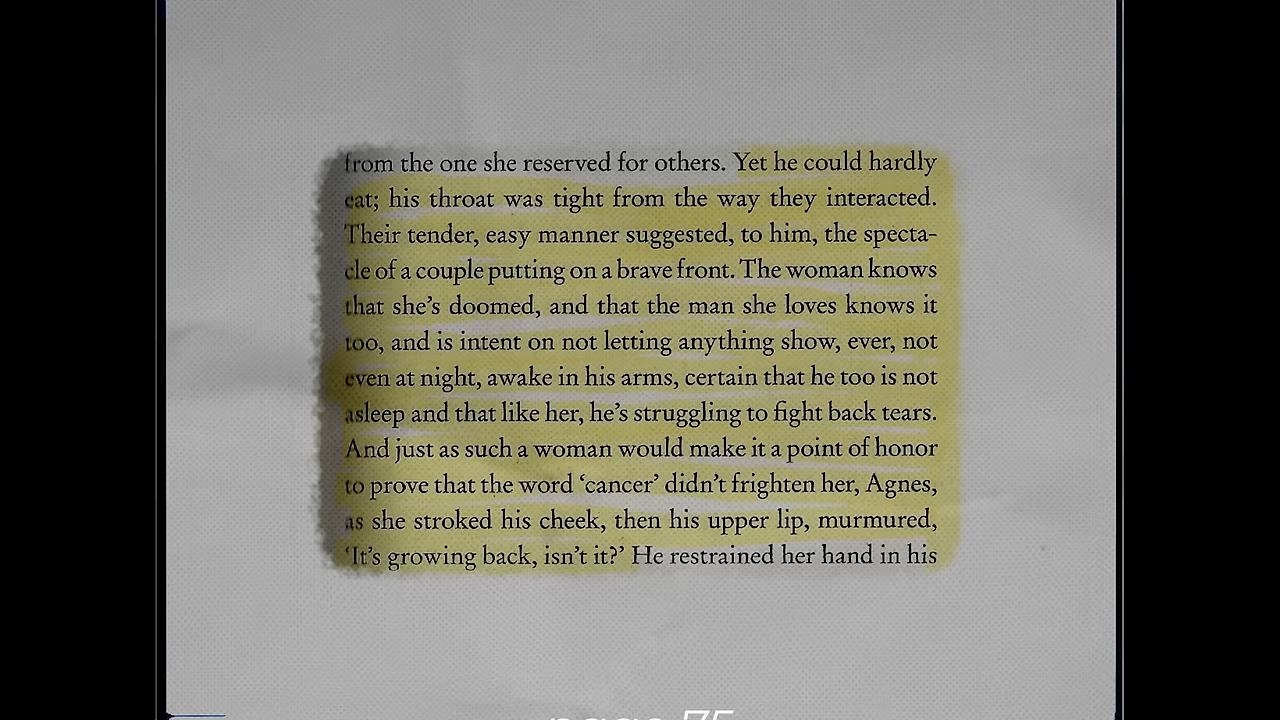 from the one she reserved for others. Yet he could hardly
eat; his throat was tight from the way they interacted.
Their tender, easy manner suggested, to him, the specta-
cle of a couple putting on a brave front. The woman knows
that she’s doomed, and that the man she loves knows it
too, and is intent on not letting anything show, ever, not
even at night, awake in his arms, certain that he too is not
asleep and that like her, he’s struggling to fight back tears.
And just as such a woman would make it a point of honor
to prove that the word ‘cancer’ didn’t frighten her, Agnes,
as she stroked his cheek, then his upper lip, murmured,
‘It’s growing back, isn’t it?’ He restrained her hand in his